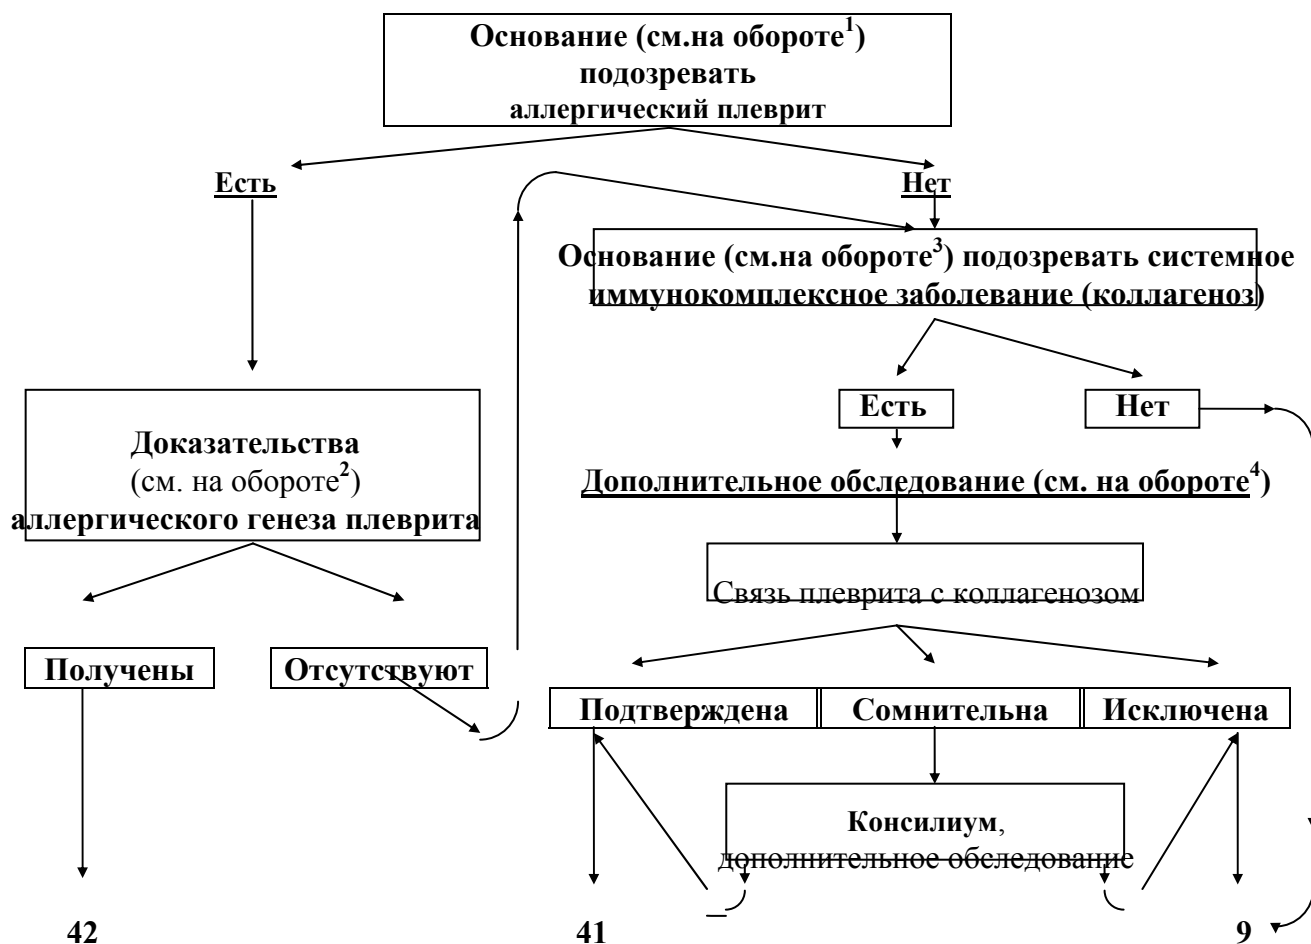 Основание (см.на обороте1)
подозревать
аллергический плеврит
Есть
Нет
Основание (см.на обороте3) подозревать системное
иммунокомплексное заболевание (коллагеноз)
Есть
Нет
Доказательства
(см. на обороте2)
аллергического генеза плеврита
Дополнительное обследование (см. на обороте4)
Связь плеврита с коллагенозом
Получены
Отсутствуют
Подтверждена
Сомнительна
Исключена
Консилиум,
дополнительное обследование
42
41
9